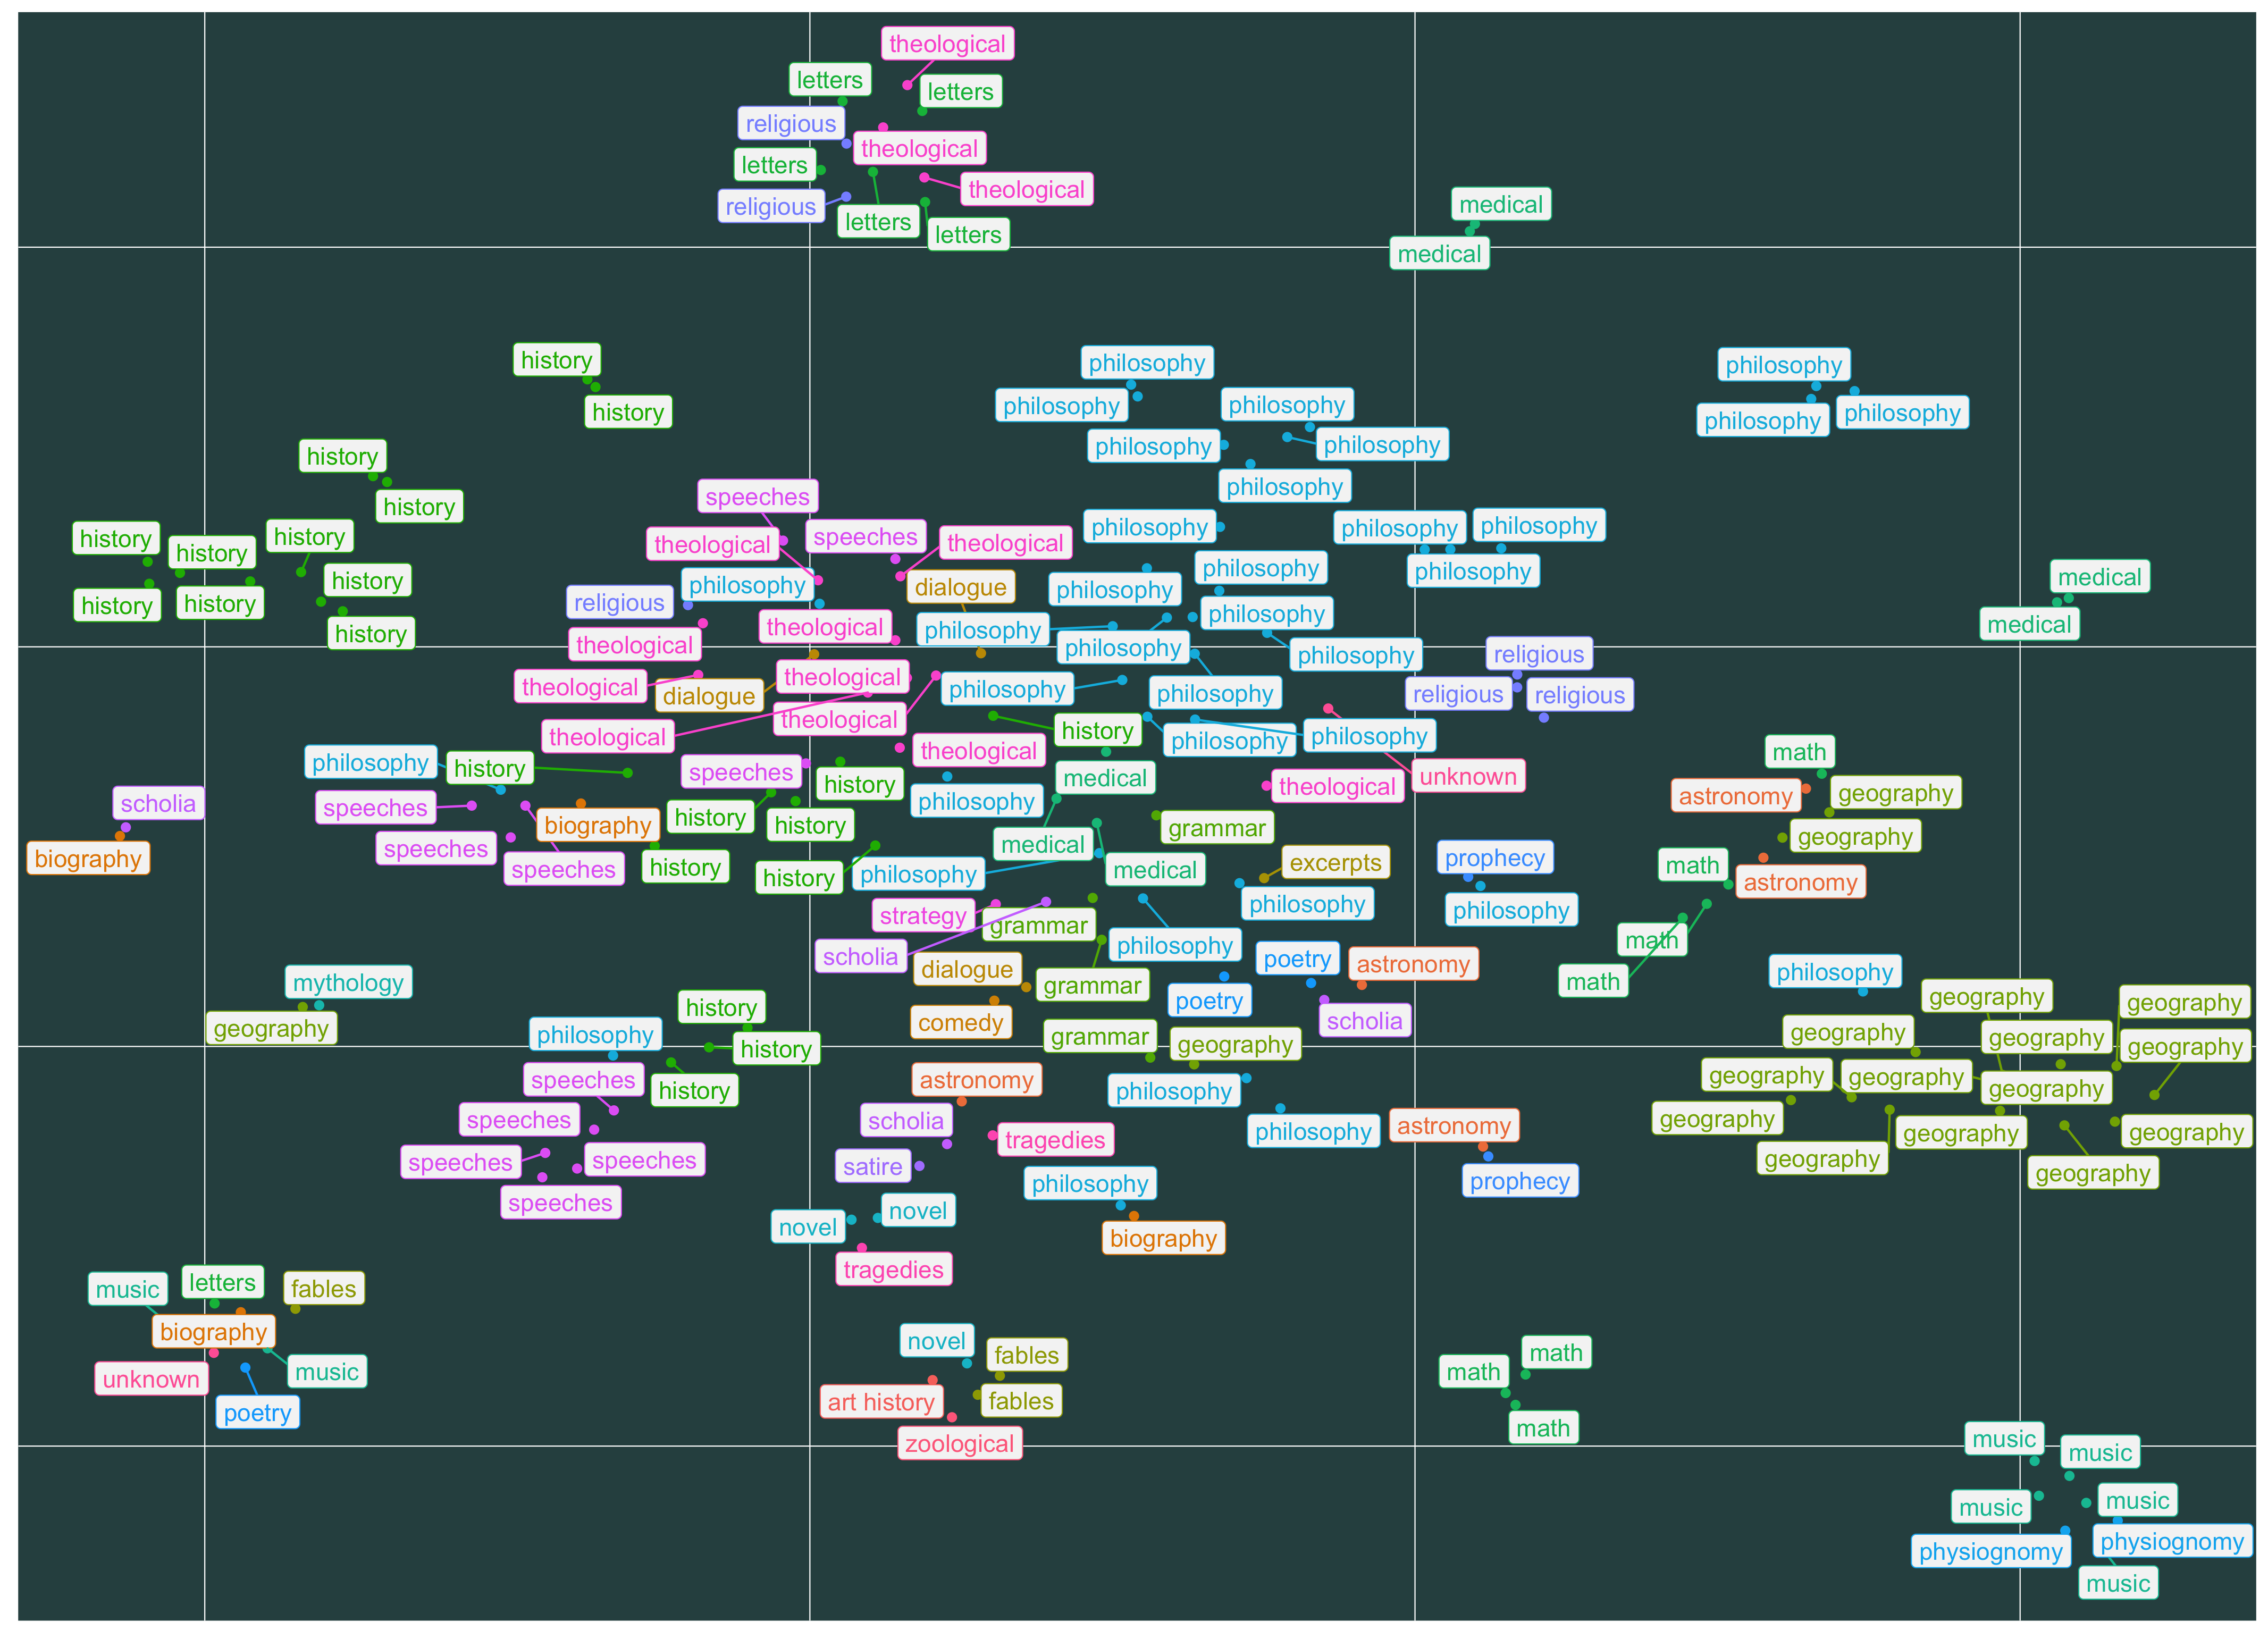 theological
letters
letters
religious
theological
letters
theological
religious
letters
letters
medical
medical
history
history
philosophy
philosophy
philosophy
philosophy
philosophy
philosophy
philosophy
philosophy
philosophy
history
history
speeches
history
history
history
history
history
history
history
history
theological
speeches
theological
philosophy
philosophy
philosophy
philosophy
philosophy
philosophy
dialogue
philosophy
philosophy
religious
philosophy
theological
philosophy
theological
philosophy
philosophy
medical
medical
religious
religious
religious
theological
dialogue
theological
philosophy
philosophy
theological
theological
history
philosophy
philosophy
theological
philosophy
history
speeches
history
medical
unknown
theological
philosophy
math
astronomy
geography
geography
scholia
biography
speeches
biography
history
history
speeches
speeches
history
history
grammar
medical
medical
philosophy
excerpts
philosophy
prophecy
philosophy
math
astronomy
math
math
strategy
grammar
scholia
philosophy
dialogue
grammar
poetry
poetry
astronomy
scholia
philosophy
mythology
geography
history
comedy
philosophy
history
history
grammar
geography
geography
geography
geography
geography
geography
speeches
astronomy
philosophy
geography
geography
geography
geography
speeches
scholia
tragedies
philosophy
astronomy
geography
geography
speeches
speeches
satire
prophecy
geography
geography
speeches
philosophy
novel
novel
biography
tragedies
music
letters
fables
biography
unknown
music
poetry
novel
fables
art history
fables
zoological
math
math
math
music
music
music
music
physiognomy
physiognomy
music